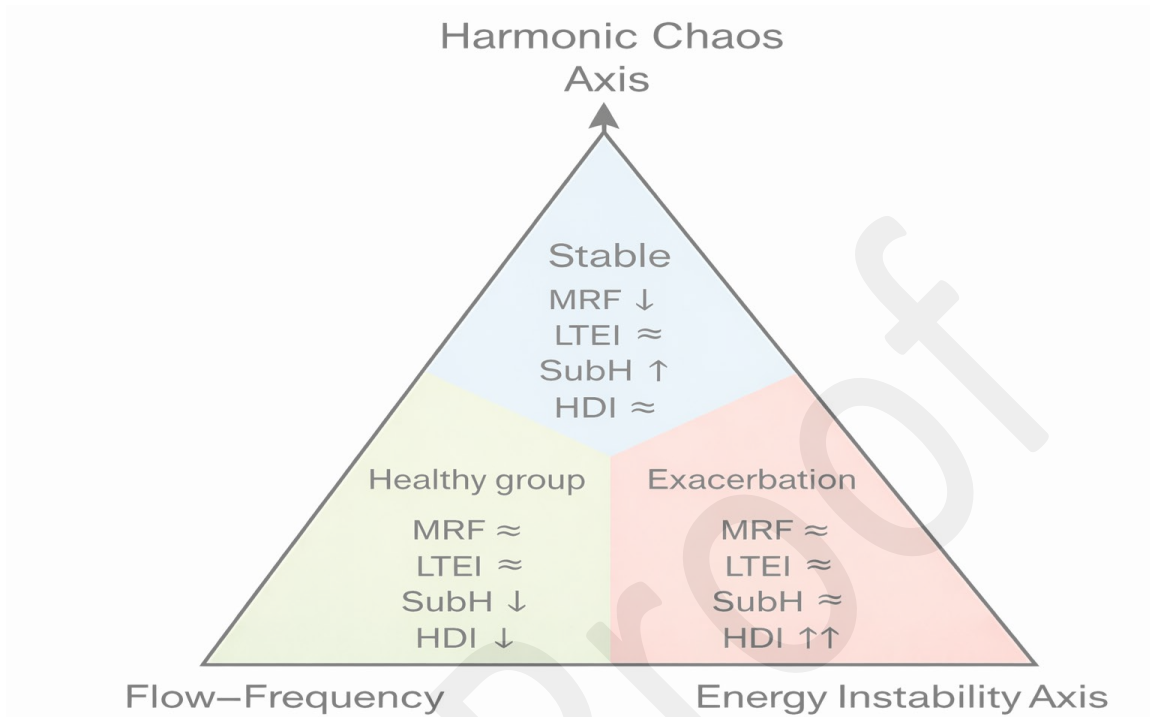 Harmonic Chaos
Axis
Stable
MRF ↓
LTEI ≈
SubH ↑
HDI ≈
Healthy group
MRF ≈
LTEI ≈
SubH ↓
HDI ↓
Exacerbation
MRF ≈
LTEI ≈
SubH ≈
HDI ↑↑
Flow–Frequency
Energy Instability Axis
Proof